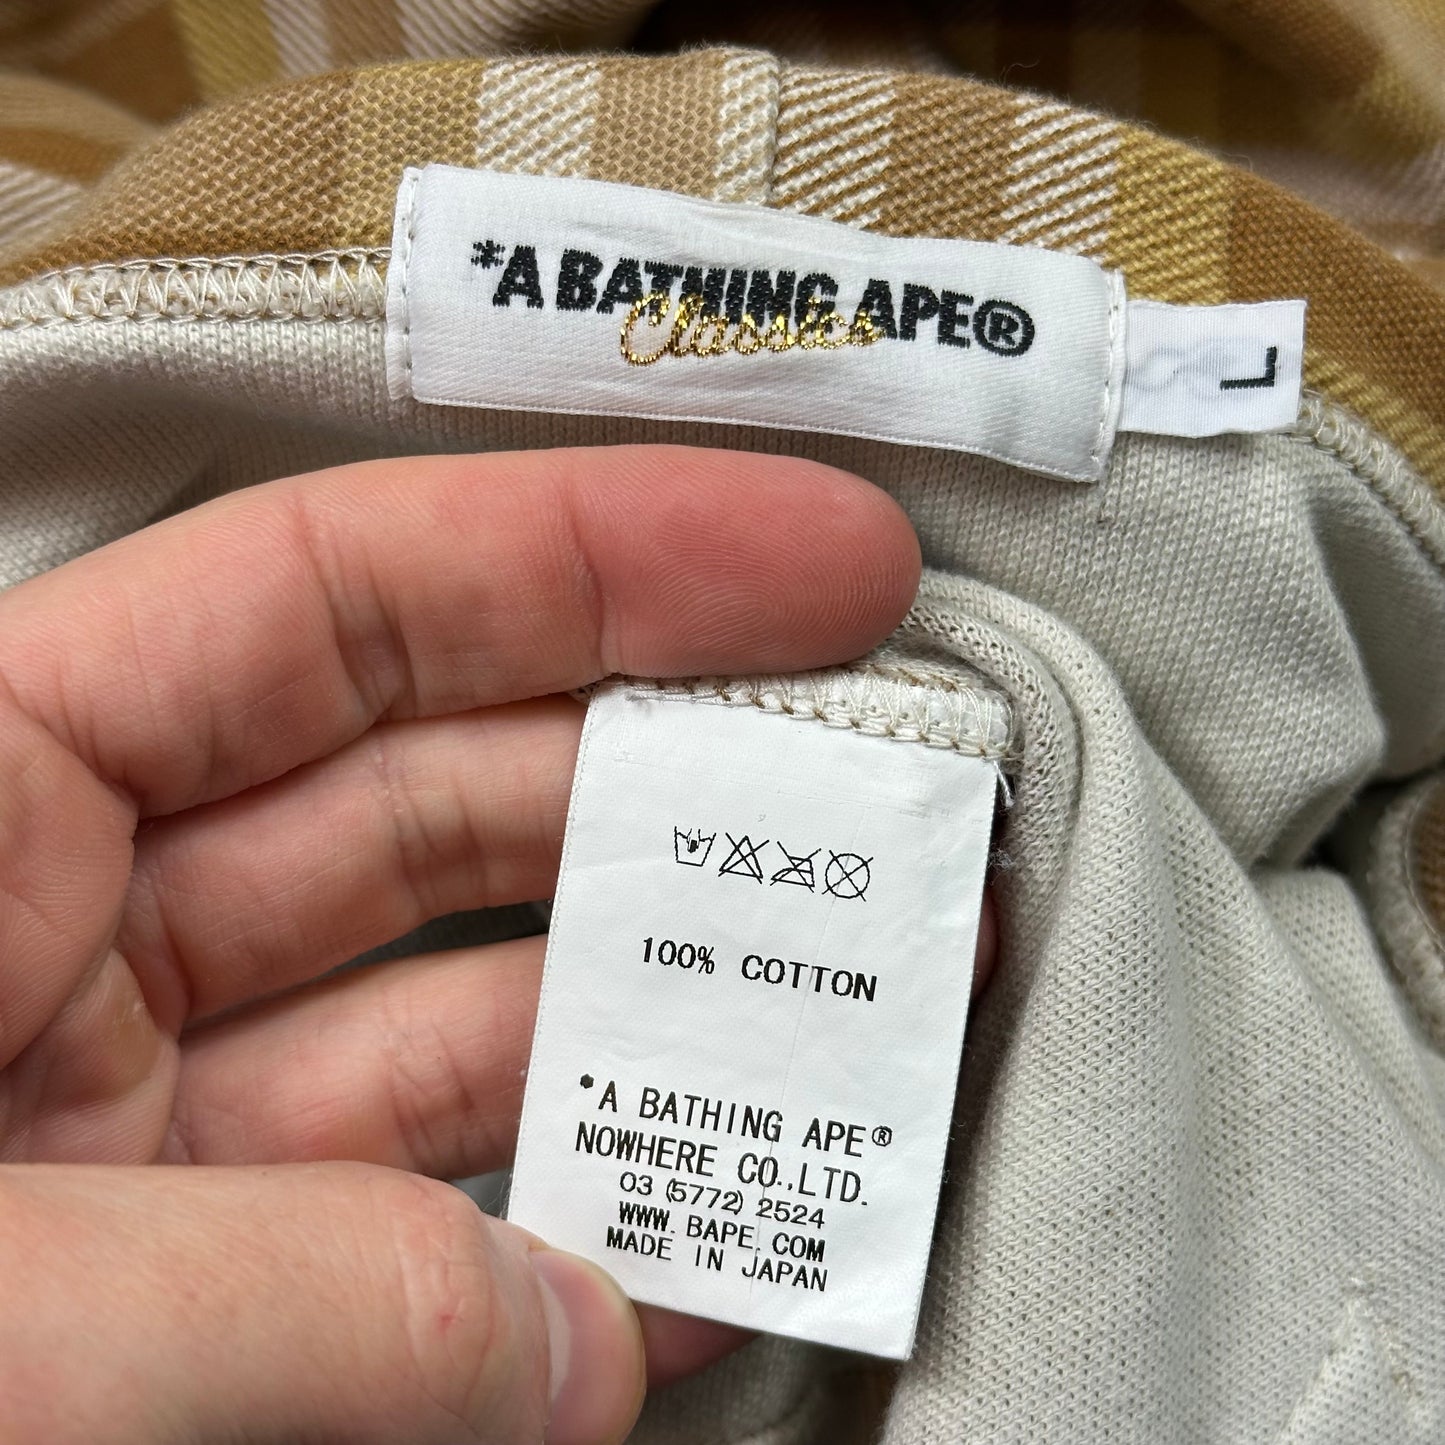 *A BATHING APE®
Classics
L
100% COTTON
*A BATHING APE®
NOWHERE CO.,LTD.
03 (5772) 2524
WWW. BAPE. COM
MADE IN JAPAN